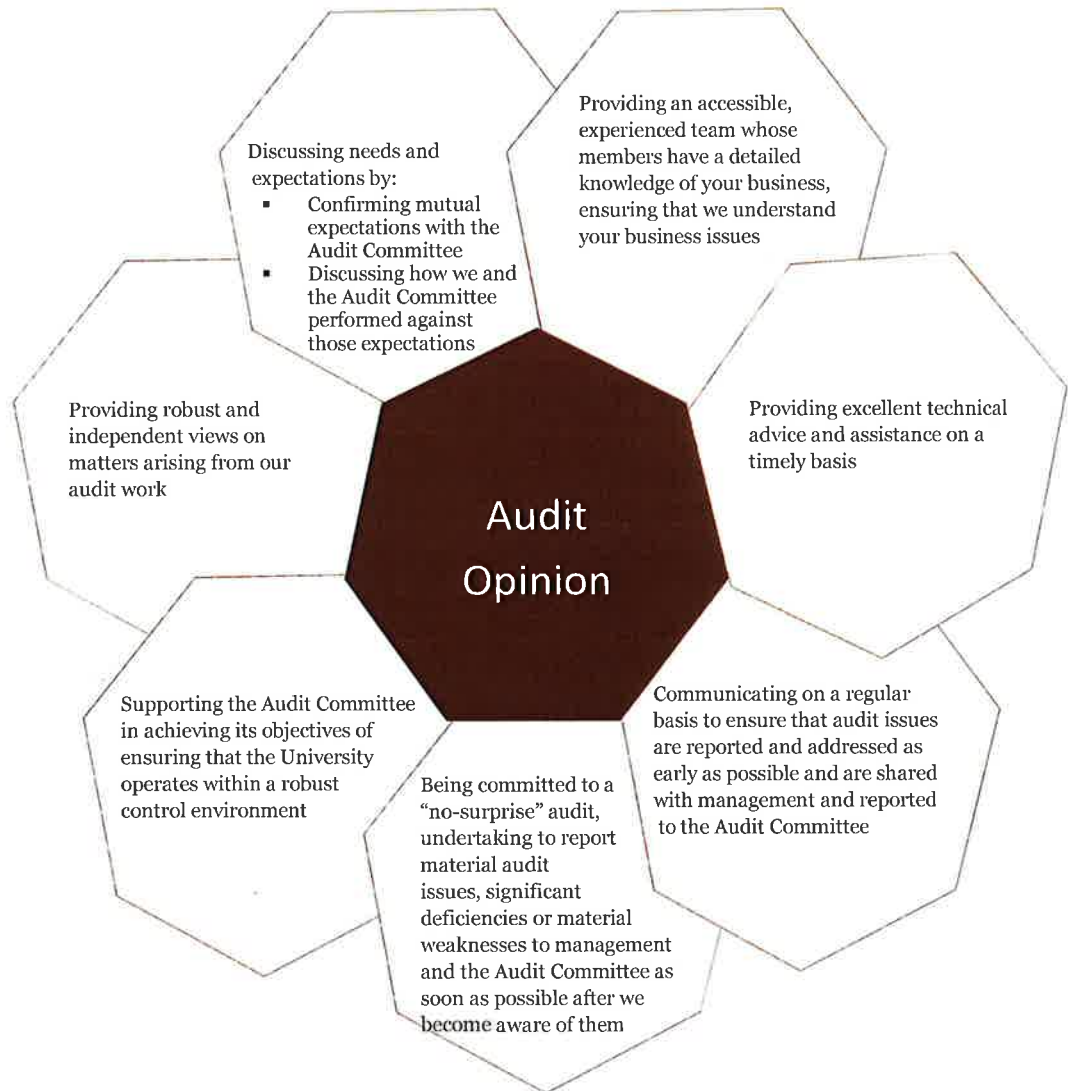 Discussing needs and
expectations by:
▪ Confirming mutual
expectations with the
Audit Committee
▪ Discussing how we and
the Audit Committee
performed against
those expectations
Providing an accessible,
experienced team whose
members have a detailed
knowledge of your business,
ensuring that we understand
your business issues
Providing robust and
independent views on
matters arising from our
audit work
Providing excellent technical
advice and assistance on a
timely basis
Audit
Opinion
Supporting the Audit Committee
in achieving its objectives of
ensuring that the University
operates within a robust
control environment
Being committed to a
“no-surprise” audit,
undertaking to report
material audit
issues, significant
deficiencies or material
weaknesses to management
and the Audit Committee as
soon as possible after we
become aware of them
Communicating on a regular
basis to ensure that audit issues
are reported and addressed as
early as possible and are shared
with management and reported
to the Audit Committee